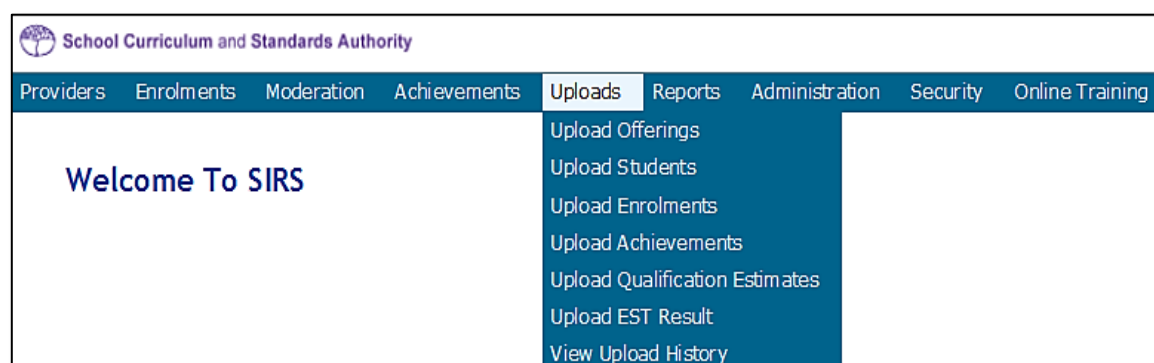 School Curriculum and Standards Authority
Providers Enrolments Moderation Achievements Uploads Reports Administration Security Online Training
Upload Offerings
Upload Students
Welcome To SIRS
Upload Enrolments
Upload Achievements
Upload Qualification Estimates
Upload EST Result
View Upload History